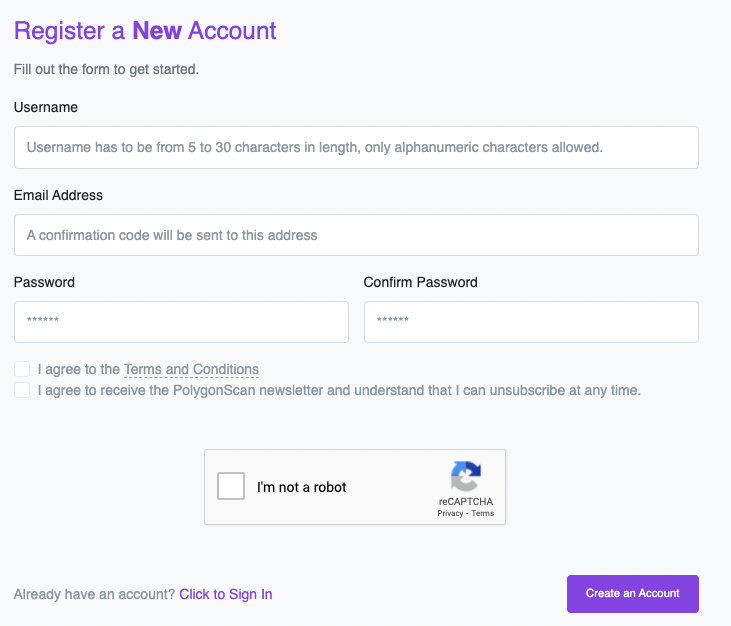 Register a New Account
Fill out the form to get started.
Username
Username has to be from 5 to 30 characters in length, only alphanumeric characters allowed.
Email Address
A confirmation code will be sent to this address
Password
Confirm Password
******
******
I agree to the Terms and Conditions
I agree to receive the PolygonScan newsletter and understand that I can unsubscribe at any time.
I'm not a robot
reCAPTCHA
Privacy - Terms
Already have an account? Click to Sign In
Create an Account